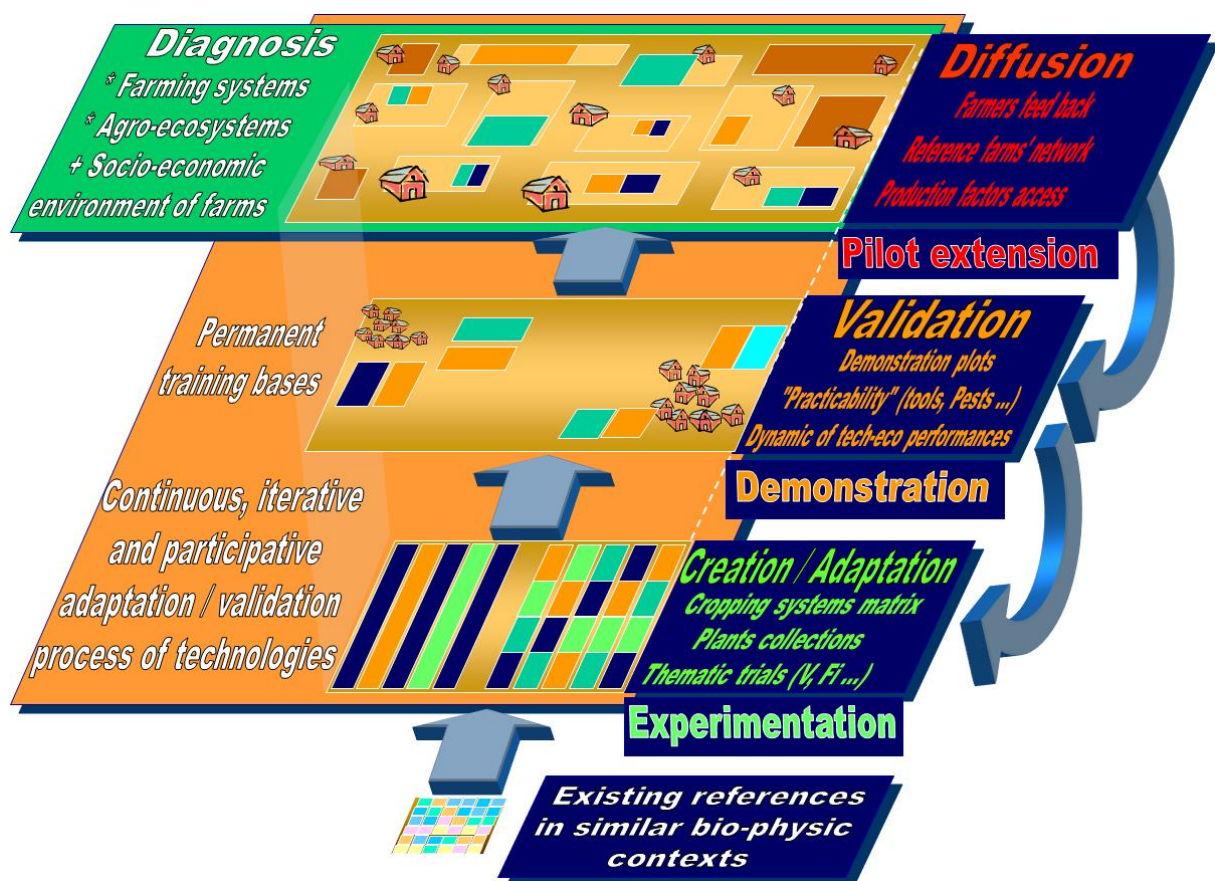 Diagnosis
* Farming systems
* Agro-ecosystems
+ Socio-economic
environment of farms
Diffusion
Farmers feed back
Reference farms' network
Production factors access
Pilot extension
Permanent
training bases
Validation
Demonstration plots
"Practicability" (tools, Pests ...)
Dynamic of tech-eco performances
Demonstration
Continuous, iterative
and participative
adaptation / validation
process of technologies
Creation / Adaptation
Cropping systems matrix
Plants collections
Thematic trials (V, Fi ...)
Experimentation
Existing references
in similar bio-physic
contexts